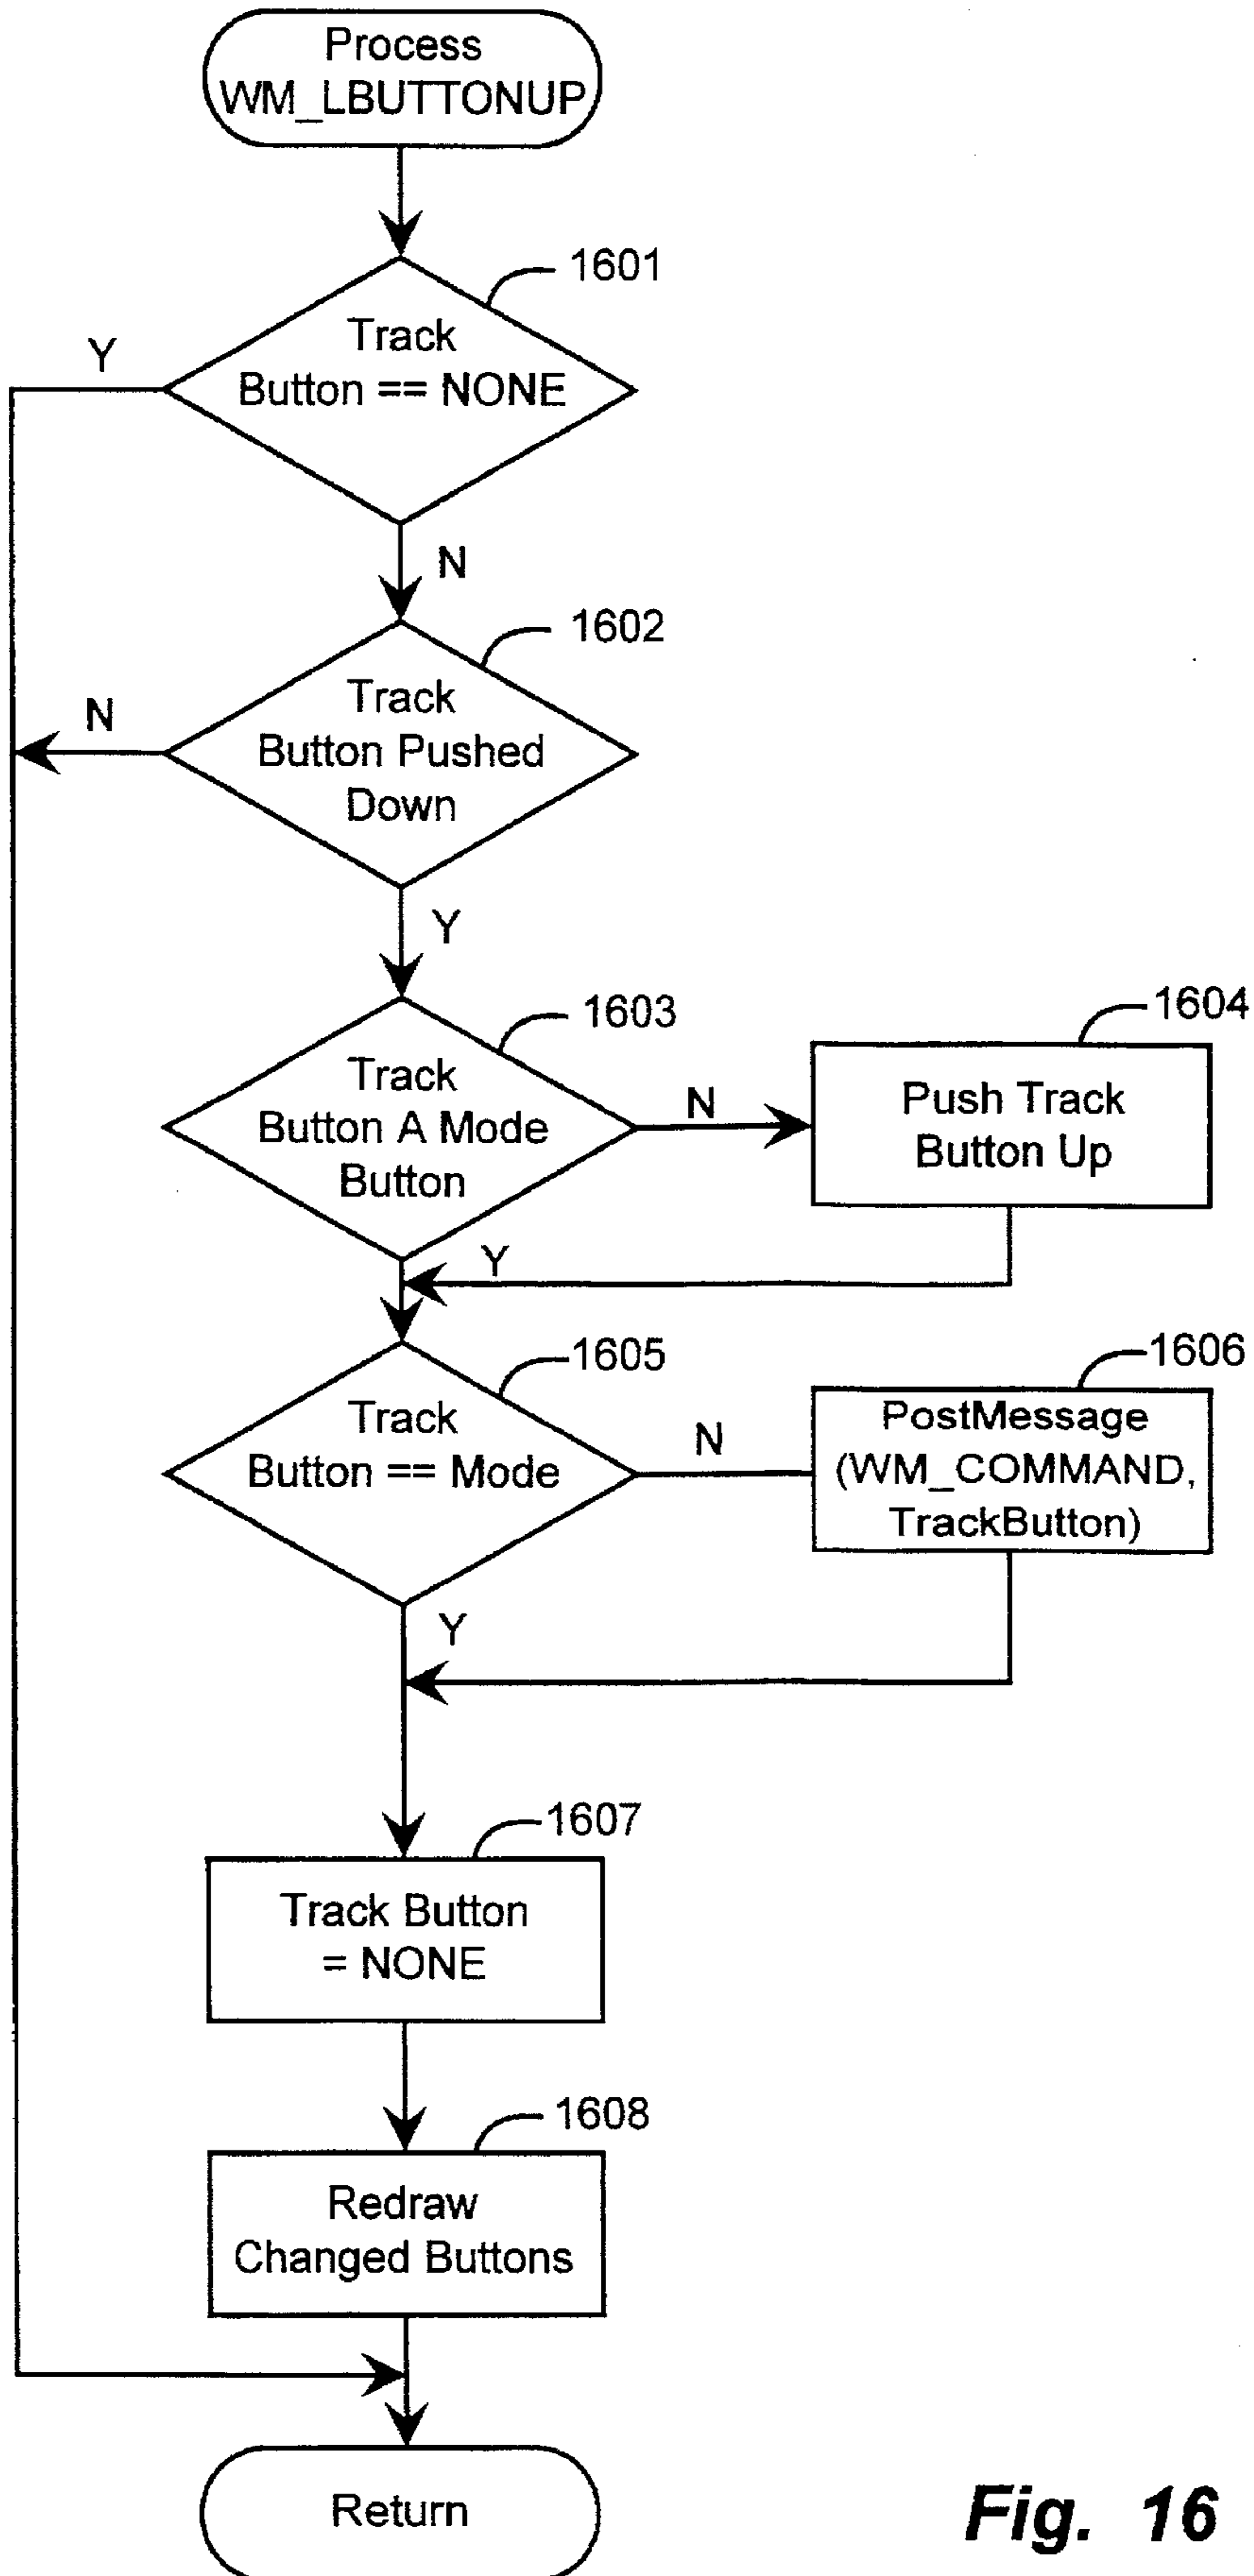 Process
WM_LBUTTONUP
1601
Track
Button == NONE
Y
N
1602
Track
Button Pushed
Down
N
Y
1603
Track
Button A Mode
Button
N
1604
Push Track
Button Up
Y
1605
Track
Button == Mode
N
1606
PostMessage
(WM_COMMAND,
TrackButton)
Y
1607
Track Button
= NONE
1608
Redraw
Changed Buttons
Return
Fig. 16